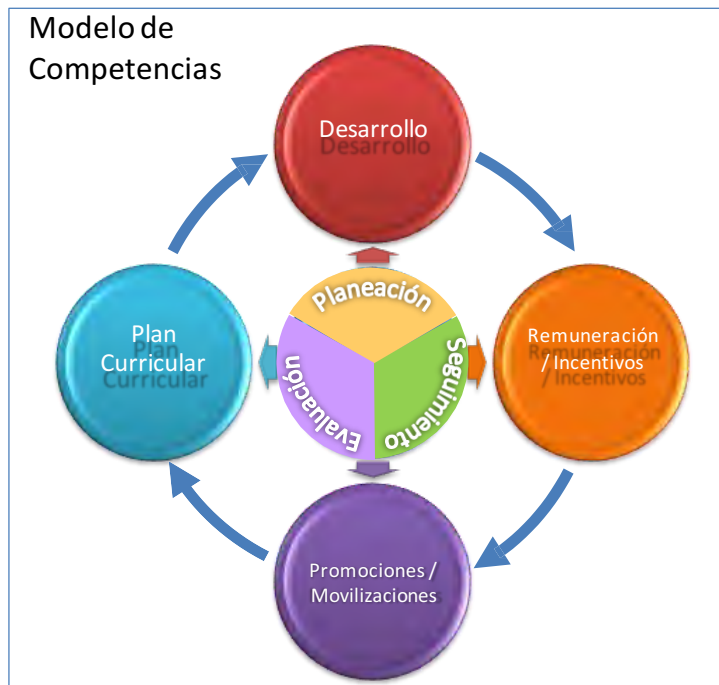 Modelo de
Competencias
Desarrollo
Planeación
Plan
Curricular
Remuneración
/ Incentivos
Seguimiento
Evaluación
Promociones /
Movilizaciones